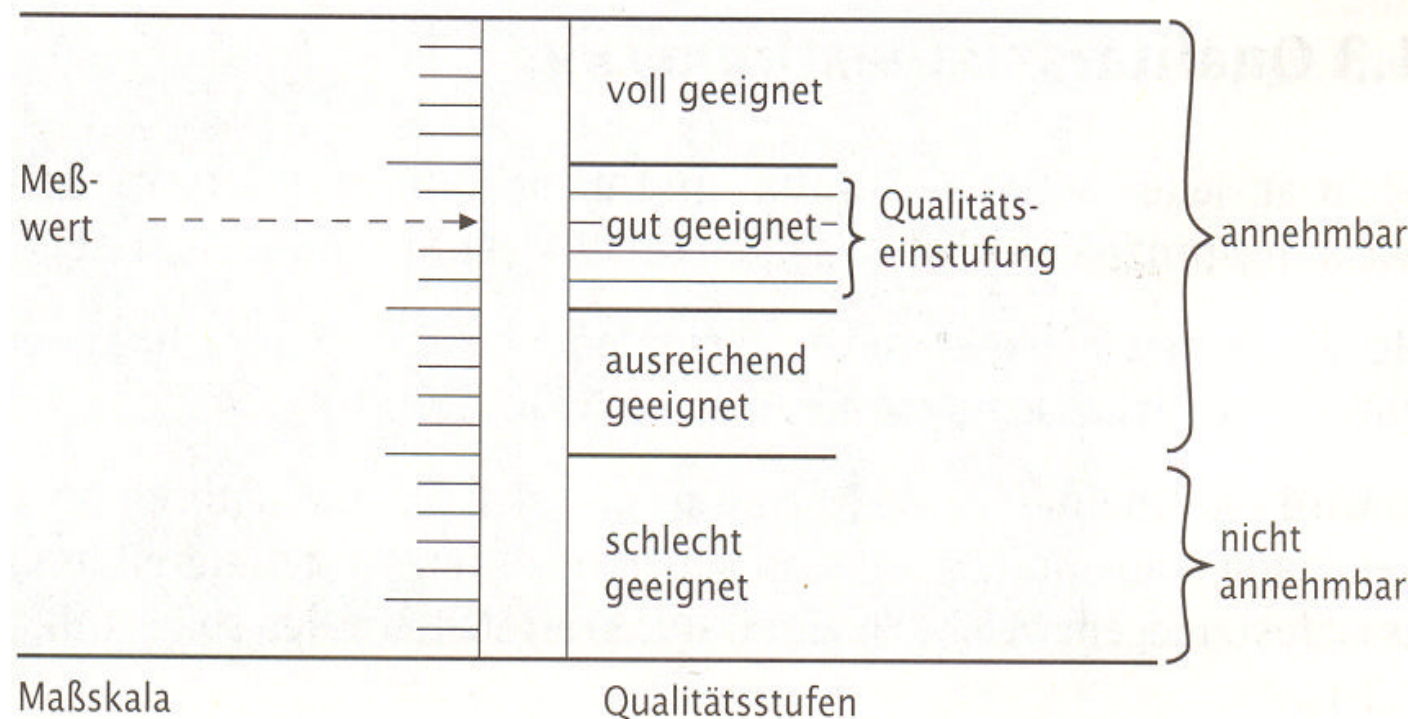 voll geeignet
Meß-
wert
gut geeignet
Qualitäts-
einstufung
annehmbar
ausreichend
geeignet
schlecht
geeignet
nicht
annehmbar
Maßskala
Qualitätsstufen